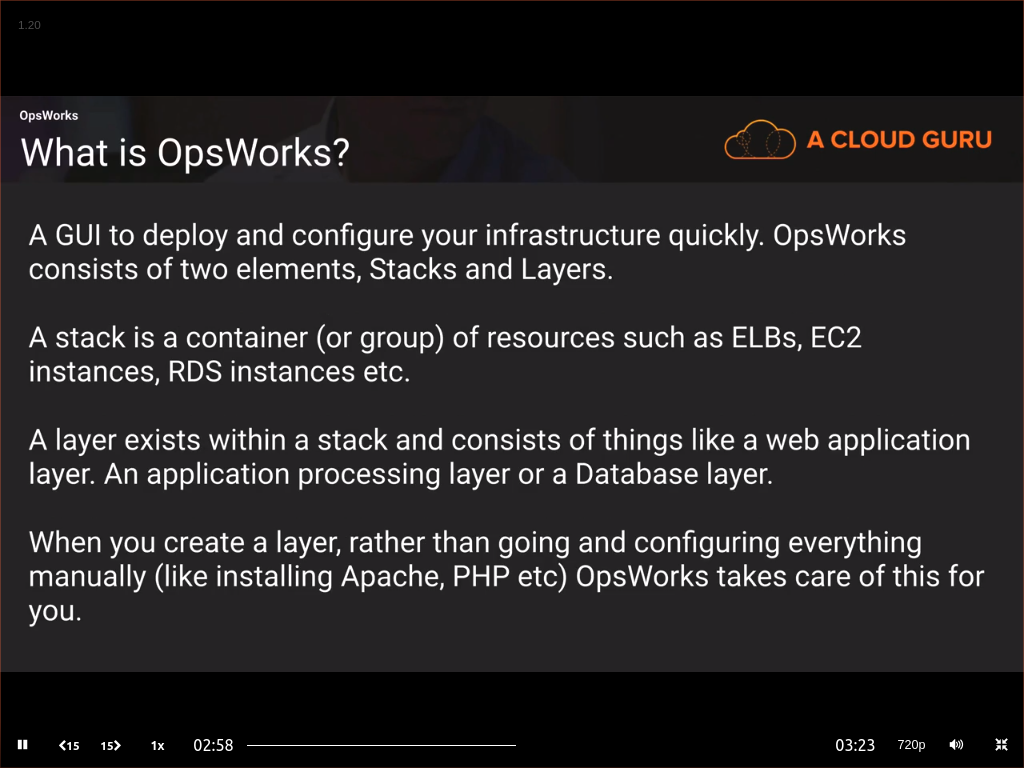 1.20
OpsWorks
What is OpsWorks?
A CLOUD GURU
A GUI to deploy and configure your infrastructure quickly. OpsWorks
consists of two elements, Stacks and Layers.
A stack is a container (or group) of resources such as ELBs, EC2
instances, RDS instances etc.
A layer exists within a stack and consists of things like a web application
layer. An application processing layer or a Database layer.
When you create a layer, rather than going and configuring everything
manually (like installing Apache, PHP etc) OpsWorks takes care of this for
you.
15 15 1x 02:58 03:23 720p